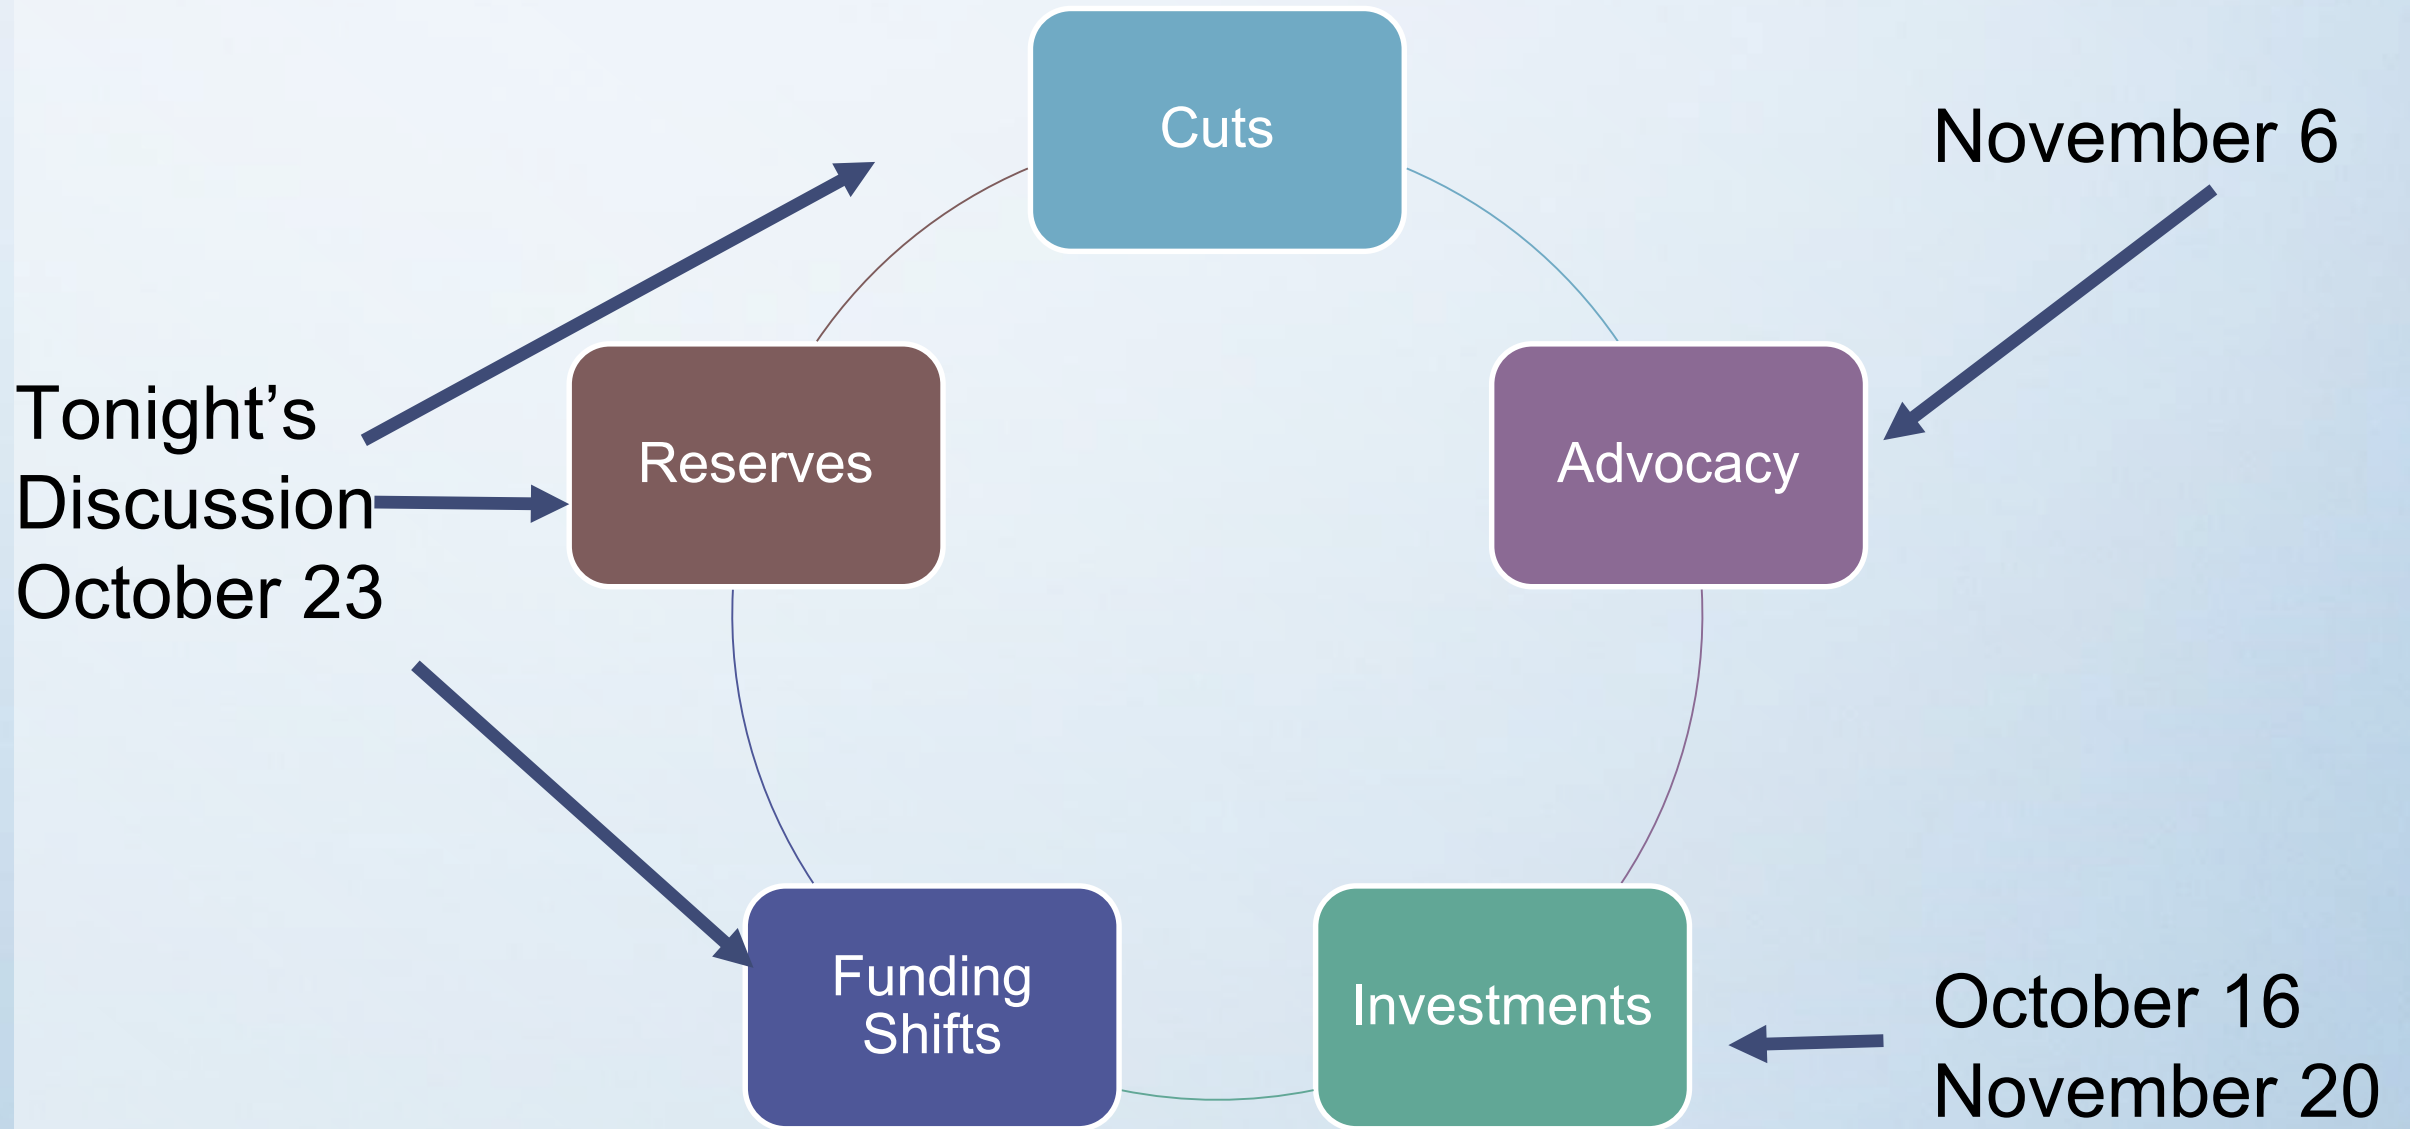 Cuts
November 6
Tonight’s
Discussion
October 23
Reserves
Advocacy
Funding
Shifts
Investments
October 16
November 20